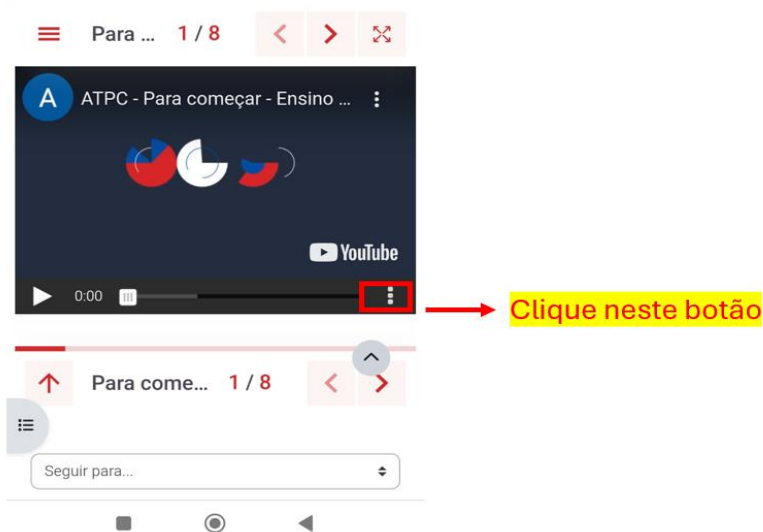 Para ... 1 / 8
A ATPC - Para começar - Ensino ...
YouTube
0:00
Clique neste botão
Para come... 1 / 8
Seguir para...